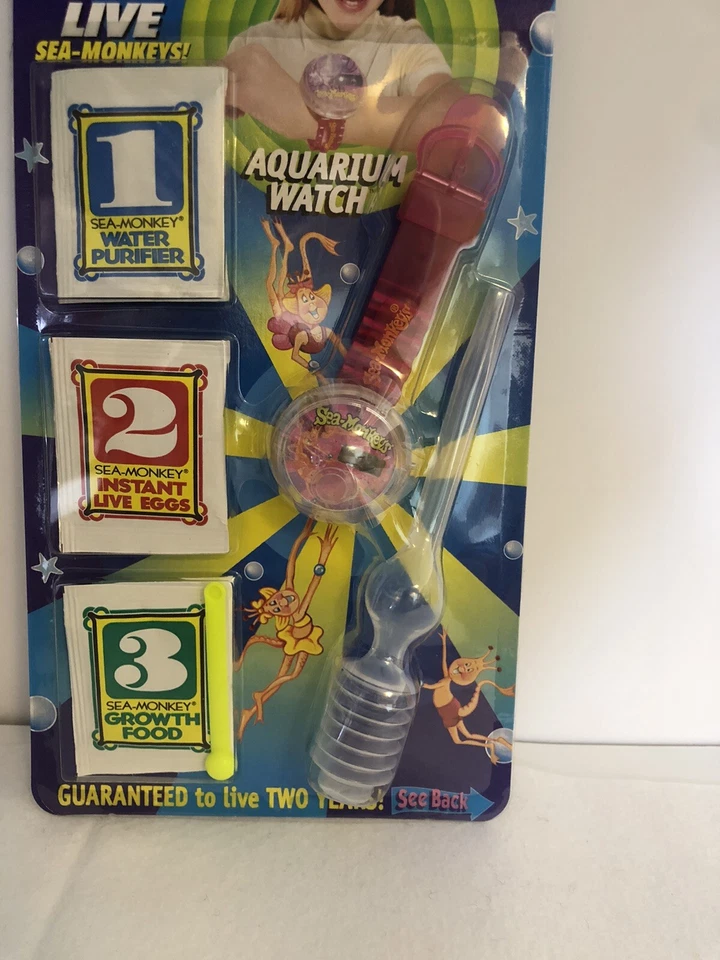 LIVE
SEA-MONKEYS!
AQUARIUM
WATCH
1
SEA-MONKEY®
WATER
PURIFIER
Sea-Monkeys®
Sea-Monkeys
2
SEA-MONKEY®
INSTANT
LIVE EGGS
3
SEA-MONKEY®
GROWTH
FOOD
GUARANTEED to live TWO YEARS!
See Back